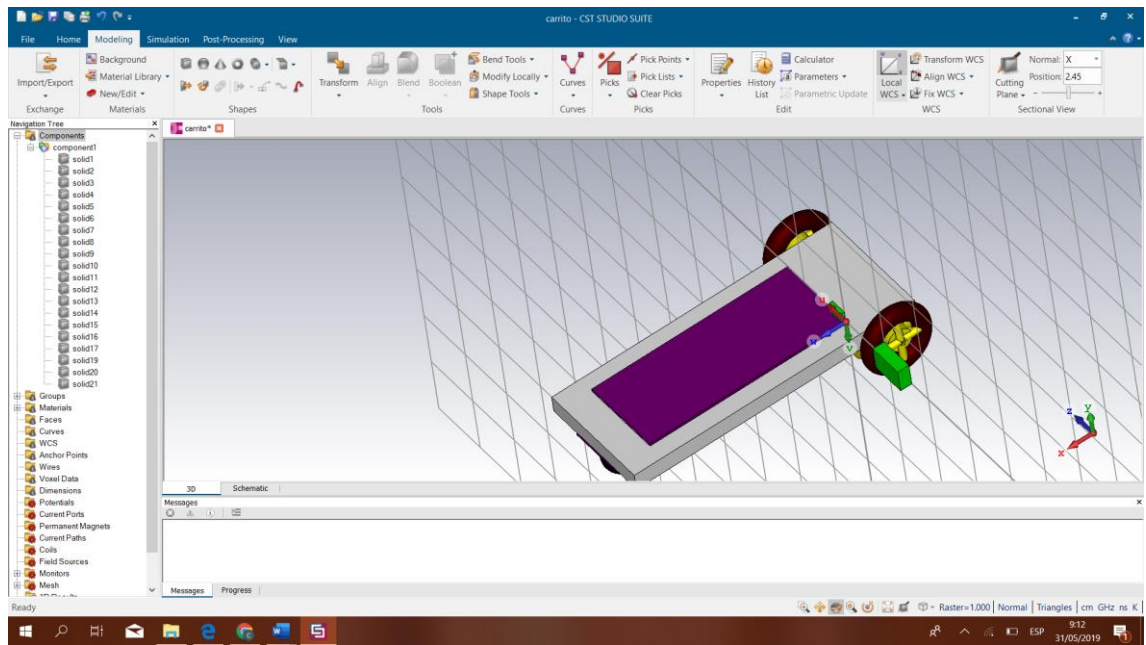 carrito - CST STUDIO SUITE
File Home Modeling Simulation Post-Processing View
Import/Export
Exchange
Background
Material Library
New/Edit
Materials
Shapes
Transform Align Blend Boolean
Bend Tools
Modify Locally
Shape Tools
Tools
Curves
Curves
Picks
Pick Points
Pick Lists
Clear Picks
Picks
Properties History List
Calculator
Parameters
Parametric Update
Edit
Local WCS
Transform WCS
Align WCS
Fix WCS
WCS
Cutting Plane
Normal: X
Position: 2.45
Sectional View
Navigation Tree
carrito*
Components
component1
solid1
solid2
solid3
solid4
solid5
solid6
solid7
solid8
solid9
solid10
solid11
solid12
solid13
solid14
solid15
solid16
solid17
solid19
solid20
solid21
Groups
Materials
Faces
Curves
WCS
Anchor Points
Wires
Voxel Data
Dimensions
Potentials
Current Ports
Permanent Magnets
Current Paths
Coils
Field Sources
Monitors
Mesh
u
w
v
z
y
x
3D Schematic
Messages
Messages Progress
Ready
Raster=1.000 Normal Triangles cm GHz ns K
ESP
9:12
31/05/2019